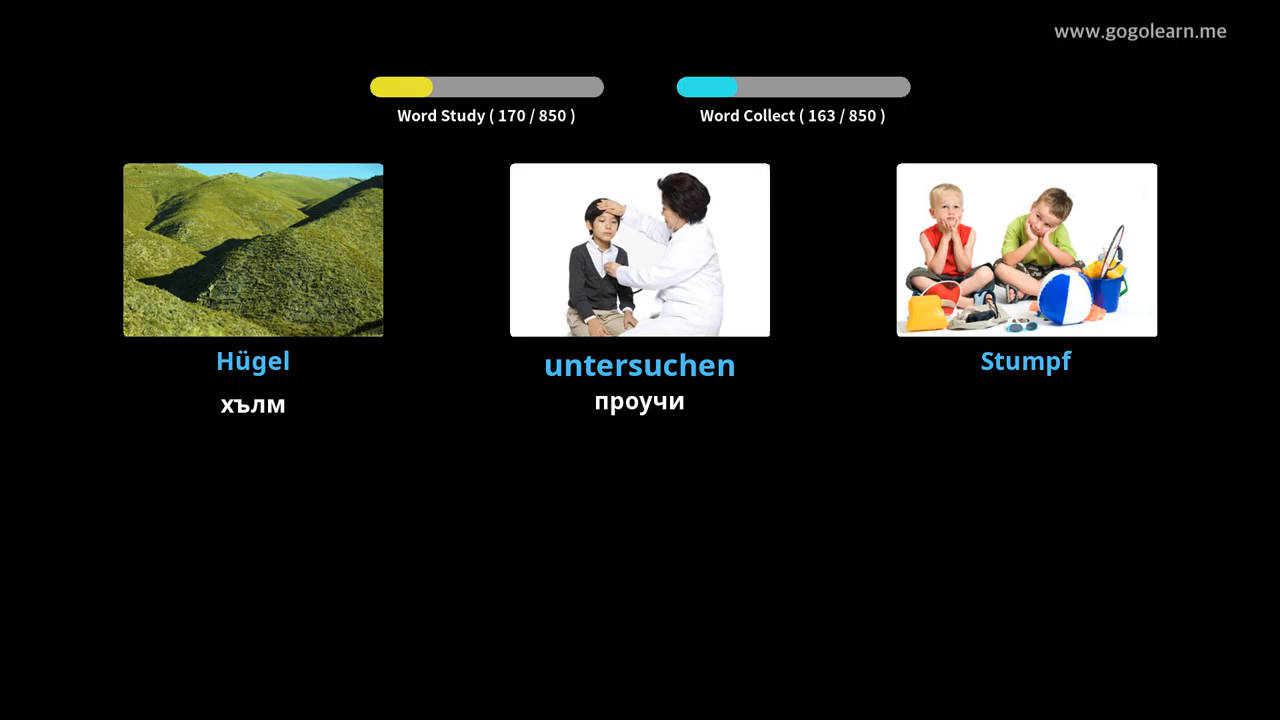 www.gogolearn.me
Word Study ( 170 / 850 )
Word Collect ( 163 / 850 )
Hügel
untersuchen
Stumpf
хълм
проучи